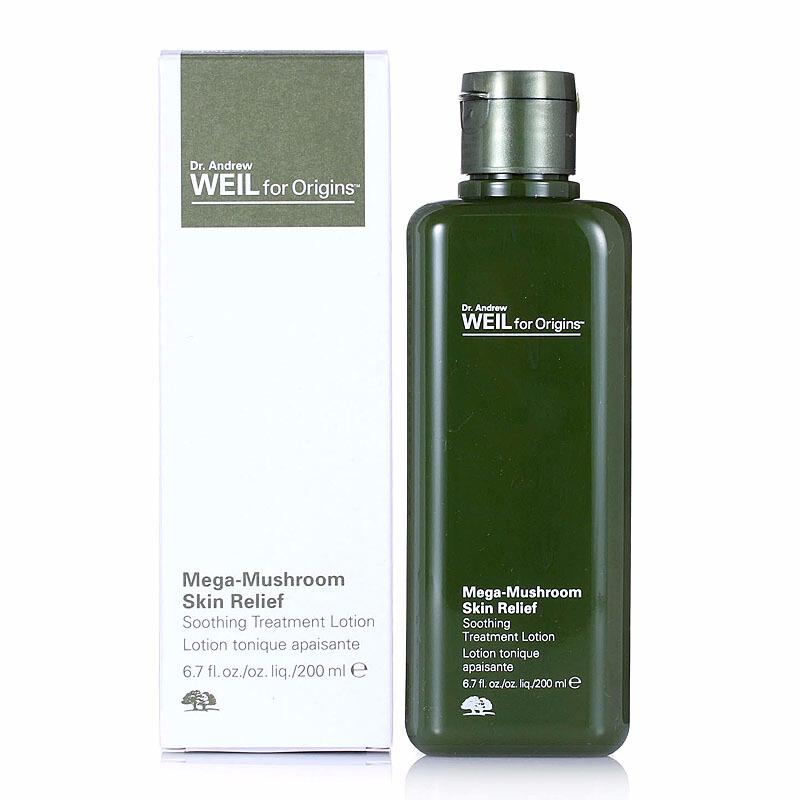 Dr. Andrew
WEIL for Origins™
Mega-Mushroom
Skin Relief
Soothing Treatment Lotion
Lotion tonique apaisante
6.7 fl. oz./oz. liq./200 ml ℮
Dr. Andrew
WEIL for Origins™
Mega-Mushroom
Skin Relief
Soothing
Treatment Lotion
Lotion tonique
apaisante
6.7 fl. oz./oz. liq./200 ml ℮